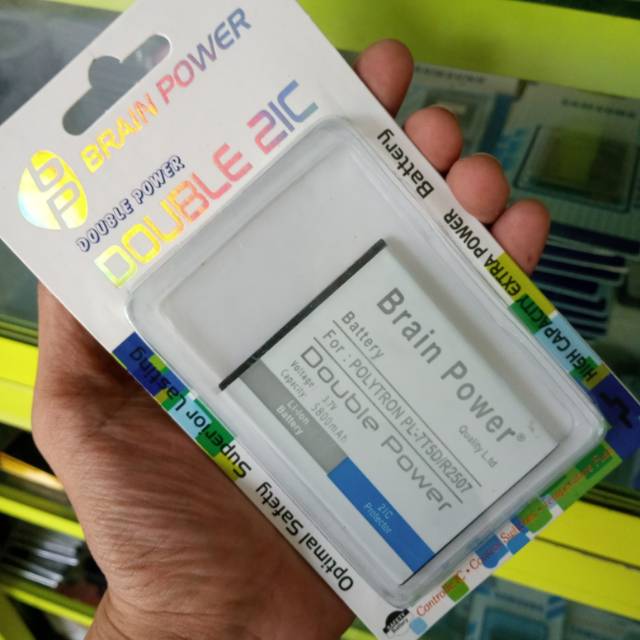 BRAIN POWER
DOUBLE POWER
DOUBLE 2IC
Battery
EXTRA POWER
HIGH CAPACITY
Brain Power®
Quality Ltd
Battery
For : POLYTRON PL-7T5D/R2507
Double Power
Voltage: 3.7V
Capacity: 3800mAh
Battery
2IC
Protector
Superior Lasting
Optimal Safety